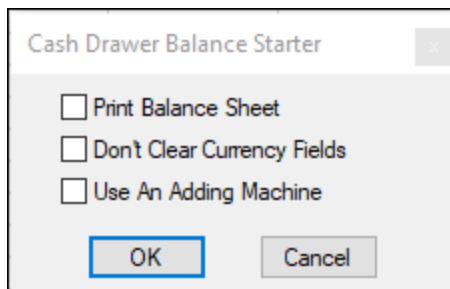 Cash Drawer Balance Starter
x
Print Balance Sheet
Don't Clear Currency Fields
Use An Adding Machine
OK Cancel